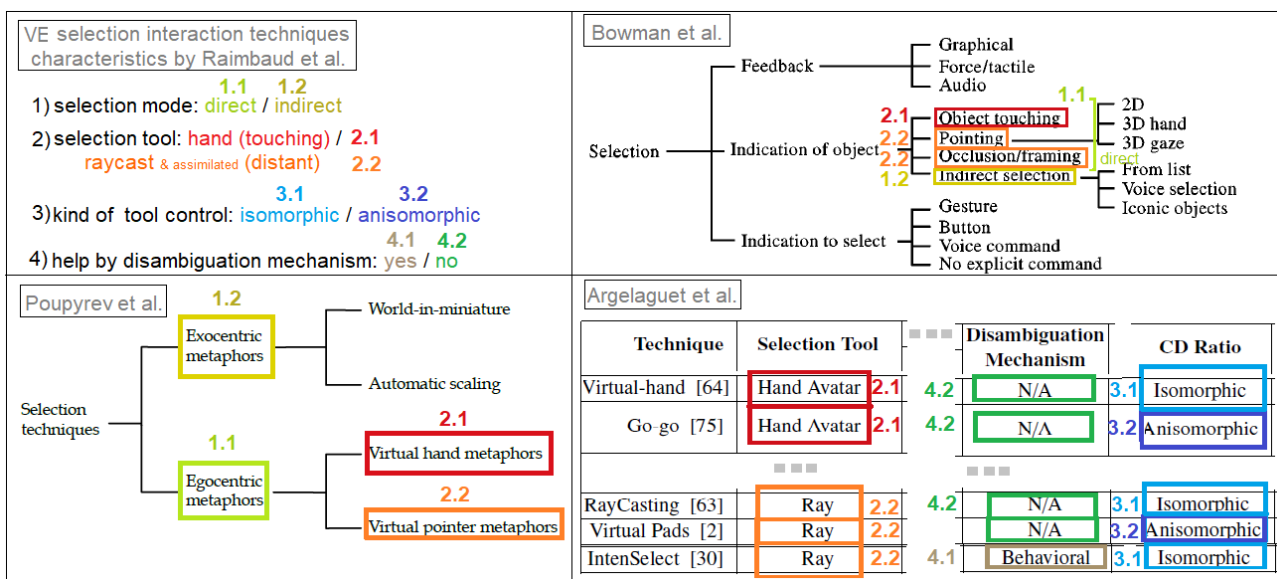 VE selection interaction techniques
characteristics by Raimbaud et al.
1.1 1.2
1) selection mode: direct / indirect
2) selection tool: hand (touching) / 2.1
raycast & assimilated (distant) 2.2
3.1 3.2
3) kind of tool control: isomorphic / anisomorphic
4.1 4.2
4) help by disambiguation mechanism: yes / no
Bowman et al.
Selection
Feedback
Graphical
Force/tactile
Audio
Indication of object
2.1 Object touching
2.2 Pointing
2.2 Occlusion/framing
1.2 Indirect selection
1.1
direct
2D
3D hand
3D gaze
From list
Voice selection
Iconic objects
Indication to select
Gesture
Button
Voice command
No explicit command
Poupyrev et al.
Selection
techniques
1.2
Exocentric
metaphors
World-in-miniature
Automatic scaling
1.1
Egocentric
metaphors
2.1
Virtual hand metaphors
2.2
Virtual pointer metaphors
Argelaguet et al.
Technique Selection Tool Disambiguation Mechanism CD Ratio
Virtual-hand [64] Hand Avatar 2.1 4.2 N/A 3.1 Isomorphic
Go-go [75] Hand Avatar 2.1 4.2 N/A 3.2 Anisomorphic
RayCasting [63] Ray 2.2 4.2 N/A 3.1 Isomorphic
Virtual Pads [2] Ray 2.2 N/A 3.2 Anisomorphic
IntenSelect [30] Ray 2.2 4.1 Behavioral 3.1 Isomorphic